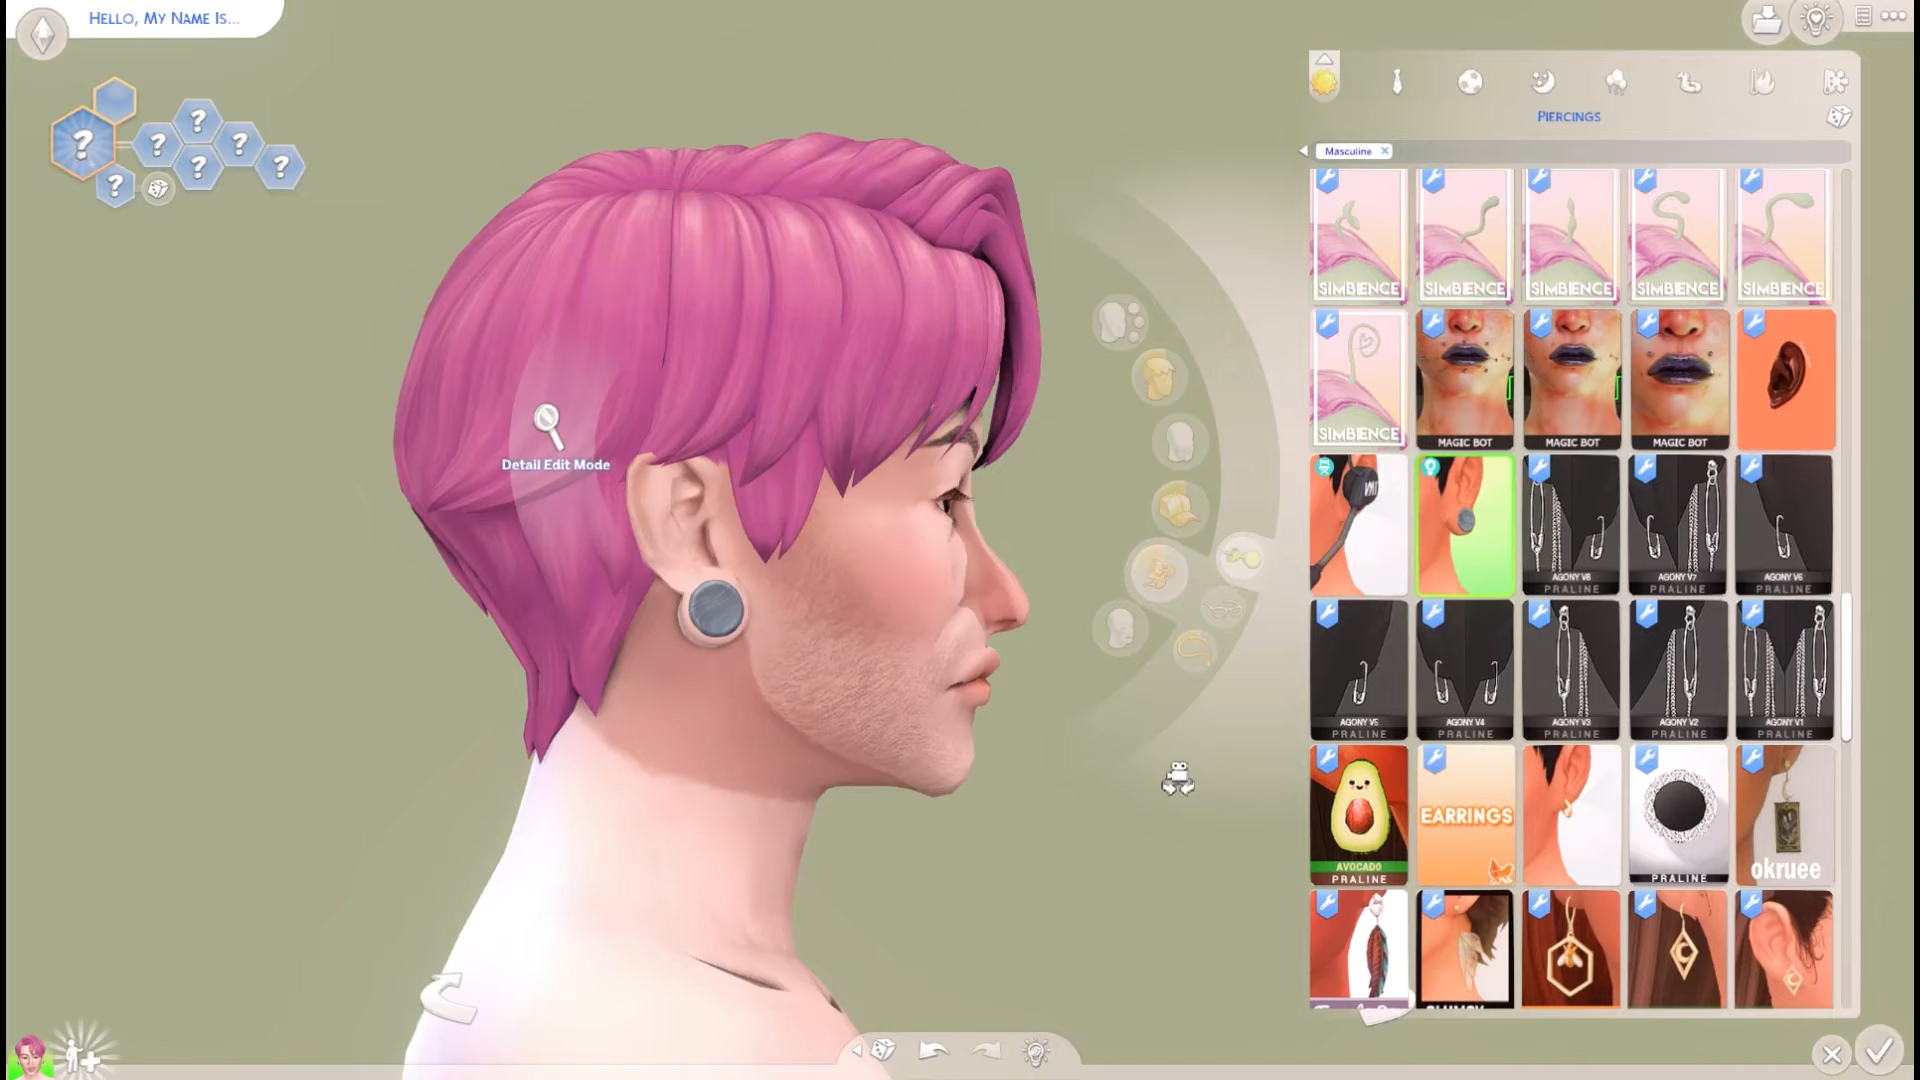 Hello, My Name Is...
? ? ? ? ? ? ? ?
Piercings
Masculine
SIMBIENCE SIMBIENCE SIMBIENCE SIMBIENCE SIMBIENCE
SIMBIENCE MAGIC BOT MAGIC BOT MAGIC BOT
Detail Edit Mode
AGONY V8 AGONY V7 AGONY V6
PRALINE PRALINE PRALINE
AGONY V5 AGONY V4 AGONY V3 AGONY V2 AGONY V1
PRALINE PRALINE PRALINE PRALINE PRALINE
EARRINGS
AVOCADO
PRALINE PRALINE okruee